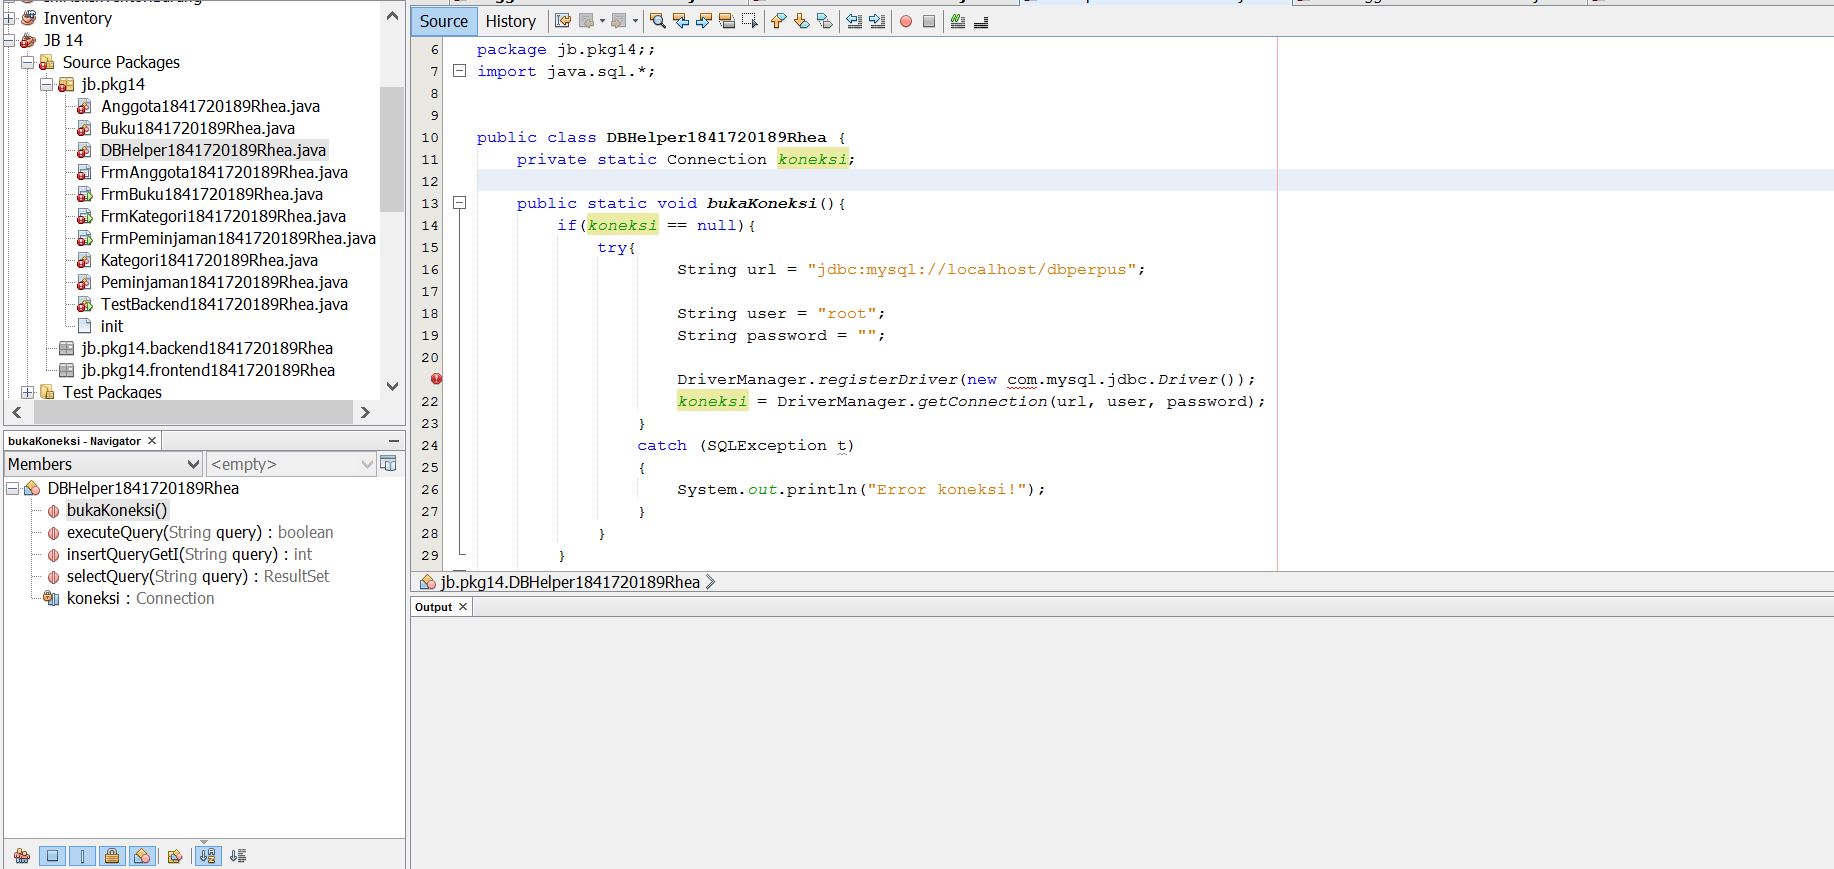 Inventory
JB 14
Source Packages
jb.pkg14
Anggota1841720189Rhea.java
Buku1841720189Rhea.java
DBHelper1841720189Rhea.java
FrmAnggota1841720189Rhea.java
FrmBuku1841720189Rhea.java
FrmKategori1841720189Rhea.java
FrmPeminjaman1841720189Rhea.java
Kategori1841720189Rhea.java
Peminjaman1841720189Rhea.java
TestBackend1841720189Rhea.java
init
jb.pkg14.backend1841720189Rhea
jb.pkg14.frontend1841720189Rhea
Test Packages
bukaKoneksi - Navigator
Members <empty>
DBHelper1841720189Rhea
bukaKoneksi()
executeQuery(String query) : boolean
insertQueryGetI(String query) : int
selectQuery(String query) : ResultSet
koneksi : Connection
Source History
6 package jb.pkg14;;
7 import java.sql.*;
8
9
10 public class DBHelper1841720189Rhea {
11 private static Connection koneksi;
12
13 public static void bukaKoneksi(){
14 if(koneksi == null){
15 try{
16 String url = "jdbc:mysql://localhost/dbperpus";
17
18 String user = "root";
19 String password = "";
20
DriverManager.registerDriver(new com.mysql.jdbc.Driver());
22 koneksi = DriverManager.getConnection(url, user, password);
23 }
24 catch (SQLException t)
25 {
26 System.out.println("Error koneksi!");
27 }
28 }
29 }
jb.pkg14.DBHelper1841720189Rhea
Output